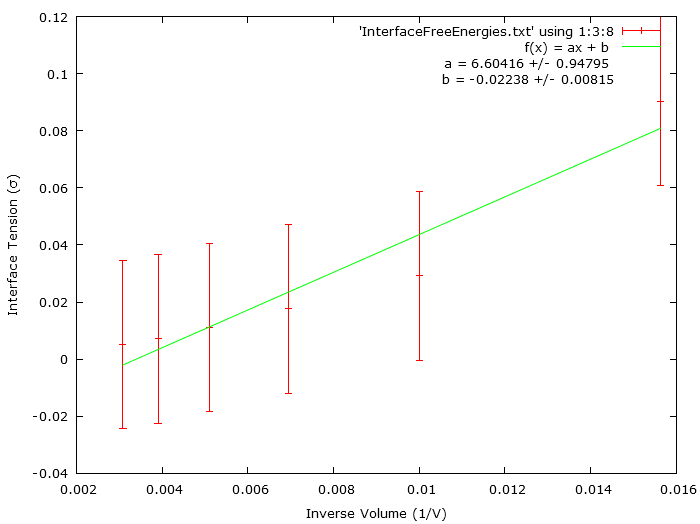 'InterfaceFreeEnergies.txt' using 1:3:8
f(x) = ax + b
a = 6.60416 +/- 0.94795
b = -0.02238 +/- 0.00815
0.12
0.1
0.08
0.06
0.04
0.02
0
-0.02
-0.04
Interface Tension (σ)
0.002 0.004 0.006 0.008 0.01 0.012 0.014 0.016
Inverse Volume (1/V)